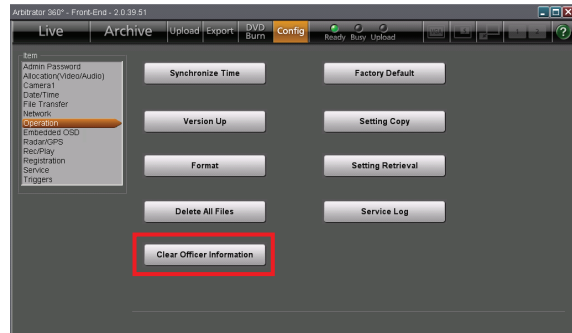 Arbitrator 360° - Front-End - 2.0.39.51
Live Archive Upload Export DVD Burn Config Ready Busy Upload ?
Item
Admin Password
Allocation(Video/Audio)
Camera1
Date/Time
File Transfer
Network
Operation
Embedded OSD
Radar/GPS
Rec/Play
Registration
Service
Triggers
Synchronize Time Factory Default
Version Up Setting Copy
Format Setting Retrieval
Delete All Files Service Log
Clear Officer Information